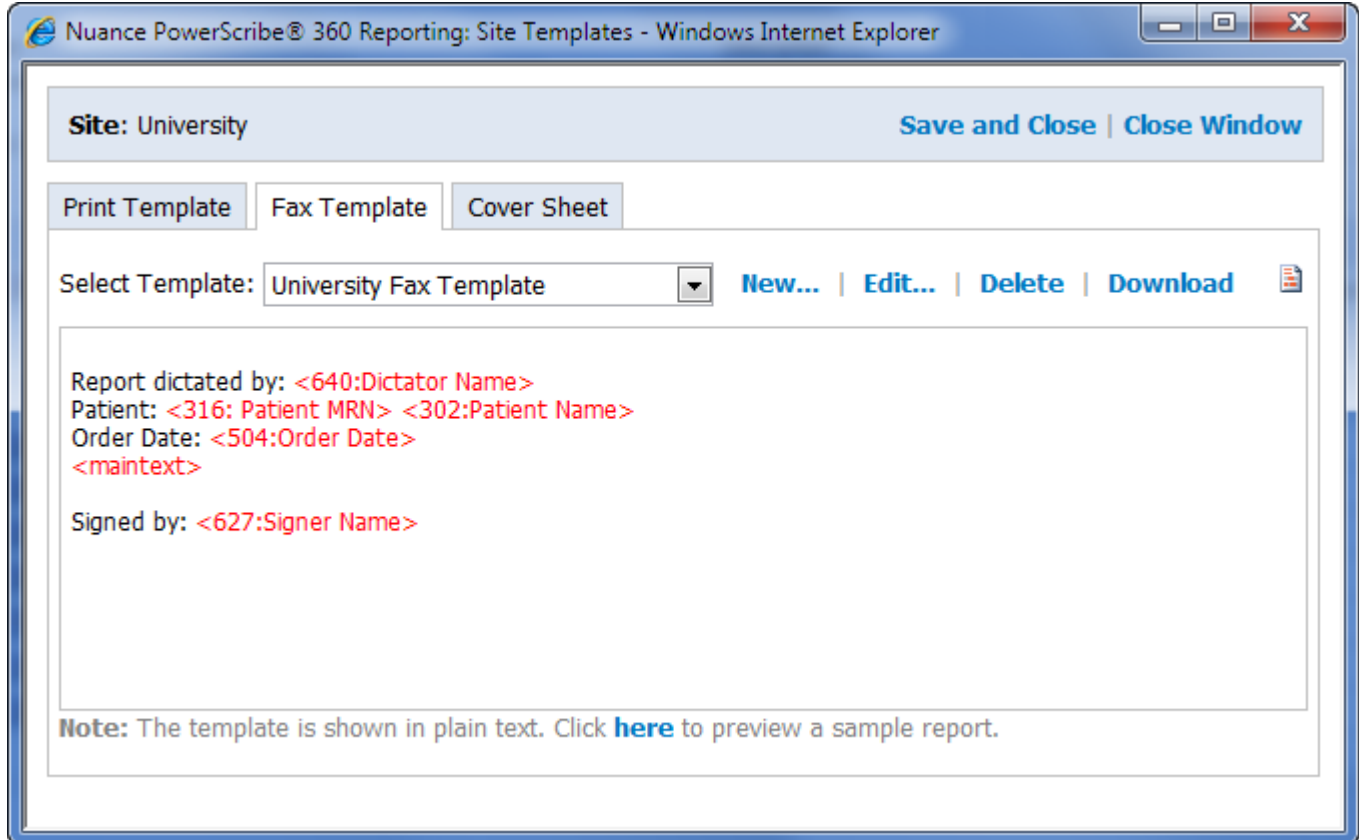 Nuance PowerScribe® 360 Reporting: Site Templates - Windows Internet Explorer
Site: University Save and Close | Close Window
Print Template Fax Template Cover Sheet
Select Template: University Fax Template New... | Edit... | Delete | Download
Report dictated by: <640:Dictator Name>
Patient: <316: Patient MRN> <302:Patient Name>
Order Date: <504:Order Date>
<maintext>
Signed by: <627:Signer Name>
Note: The template is shown in plain text. Click here to preview a sample report.